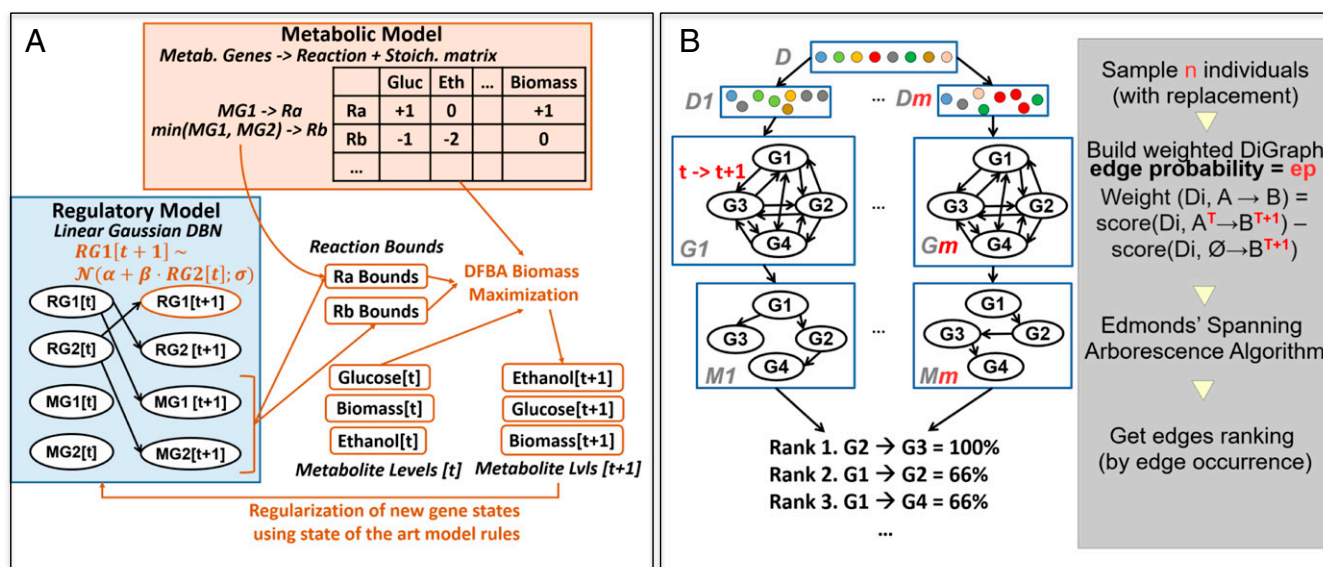 A
Metabolic Model
Metab. Genes -> Reaction + Stoich. matrix
Gluc Eth ... Biomass
MG1 -> Ra
min(MG1, MG2) -> Rb
Ra +1 0 +1
Rb -1 -2 0
...
Regulatory Model
Linear Gaussian DBN
RG1[t + 1] ~
𝒩(α + β · RG2[t]; σ)
RG1[t] RG1[t+1]
RG2[t] RG2[t+1]
MG1[t] MG1[t+1]
MG2[t] MG2[t+1]
Reaction Bounds
Ra Bounds
Rb Bounds
DFBA Biomass
Maximization
Glucose[t]
Biomass[t]
Ethanol[t]
Metabolite Levels [t]
Ethanol[t+1]
Glucose[t+1]
Biomass[t+1]
Metabolite Lvls [t+1]
Regularization of new gene states
using state of the art model rules
B
D
D1 ... Dm
t -> t+1
G1
G3 G2
G4
G1
...
G1
G3 G2
G4
Gm
G1
G3 G2
G4
M1
...
G1
G3 G2
G4
Mm
Rank 1. G2 → G3 = 100%
Rank 2. G1 → G2 = 66%
Rank 3. G1 → G4 = 66%
...
Sample n individuals
(with replacement)
Build weighted DiGraph
edge probability = ep
Weight (Di, A → B) =
score(Di, A^T→B^T+1) –
score(Di, Ø→B^T+1)
Edmonds' Spanning
Arborescence Algorithm
Get edges ranking
(by edge occurrence)